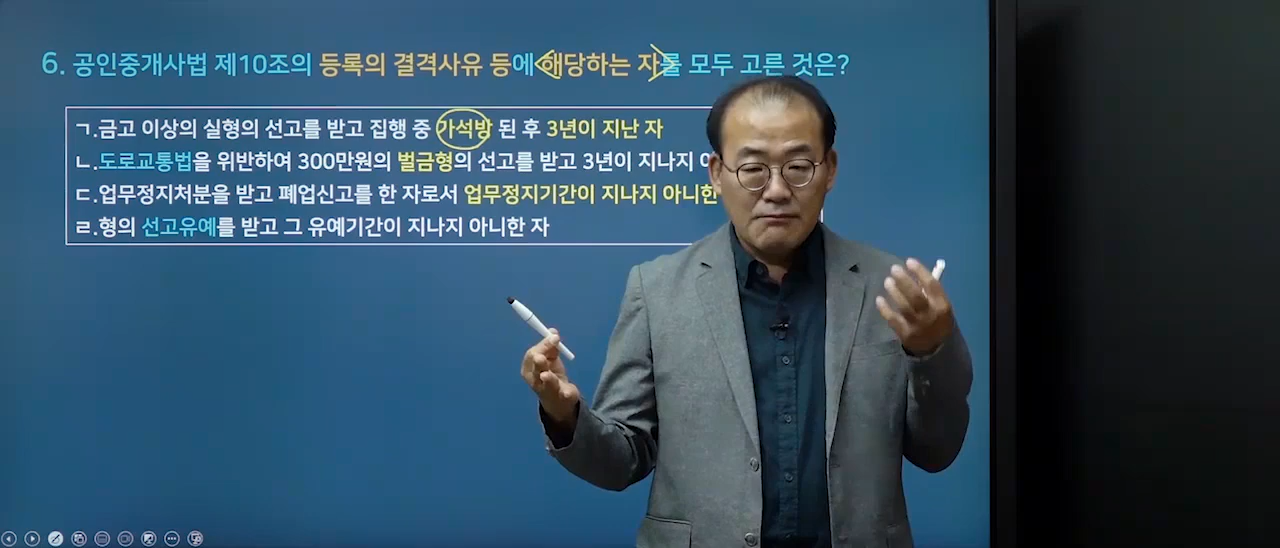 6. 공인중개사법 제10조의 등록의 결격사유 등에 해당하는 자를 모두 고른 것은?
ㄱ.금고 이상의 실형의 선고를 받고 집행 중 가석방 된 후 3년이 지난 자
ㄴ.도로교통법을 위반하여 300만원의 벌금형의 선고를 받고 3년이 지나지
ㄷ.업무정지처분을 받고 폐업신고를 한 자로서 업무정지기간이 지나지 아니한
ㄹ.형의 선고유예를 받고 그 유예기간이 지나지 아니한 자